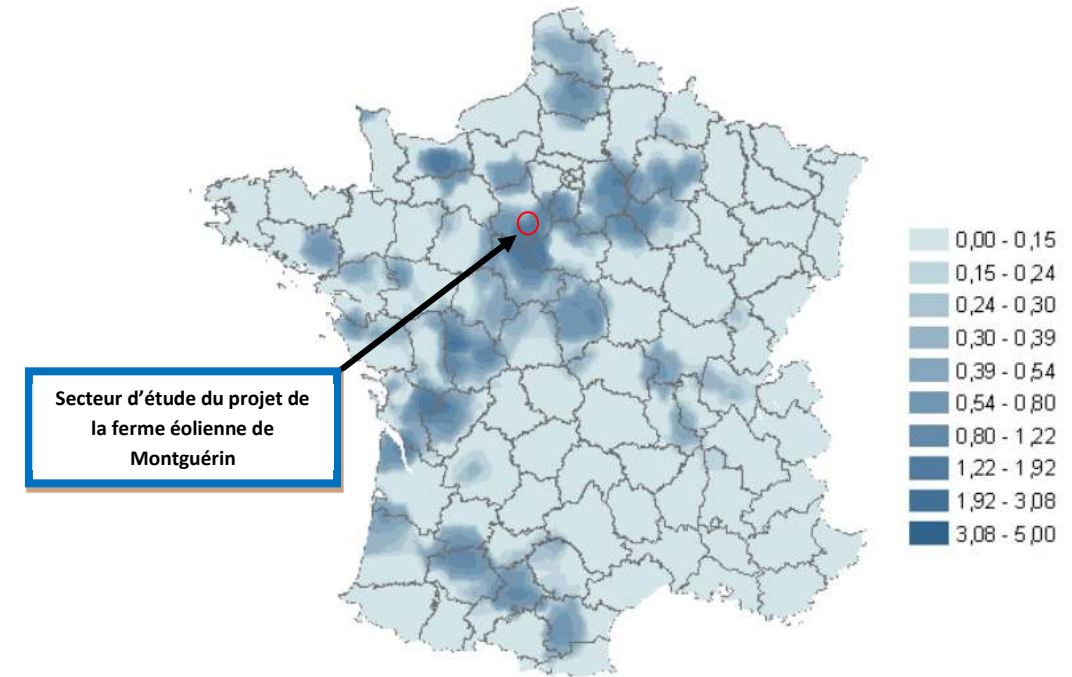 Secteur d'étude du projet de
la ferme éolienne de
Montguérin
0,00 - 0,15
0,15 - 0,24
0,24 - 0,30
0,30 - 0,39
0,39 - 0,54
0,54 - 0,80
0,80 - 1,22
1,22 - 1,92
1,92 - 3,08
3,08 - 5,00